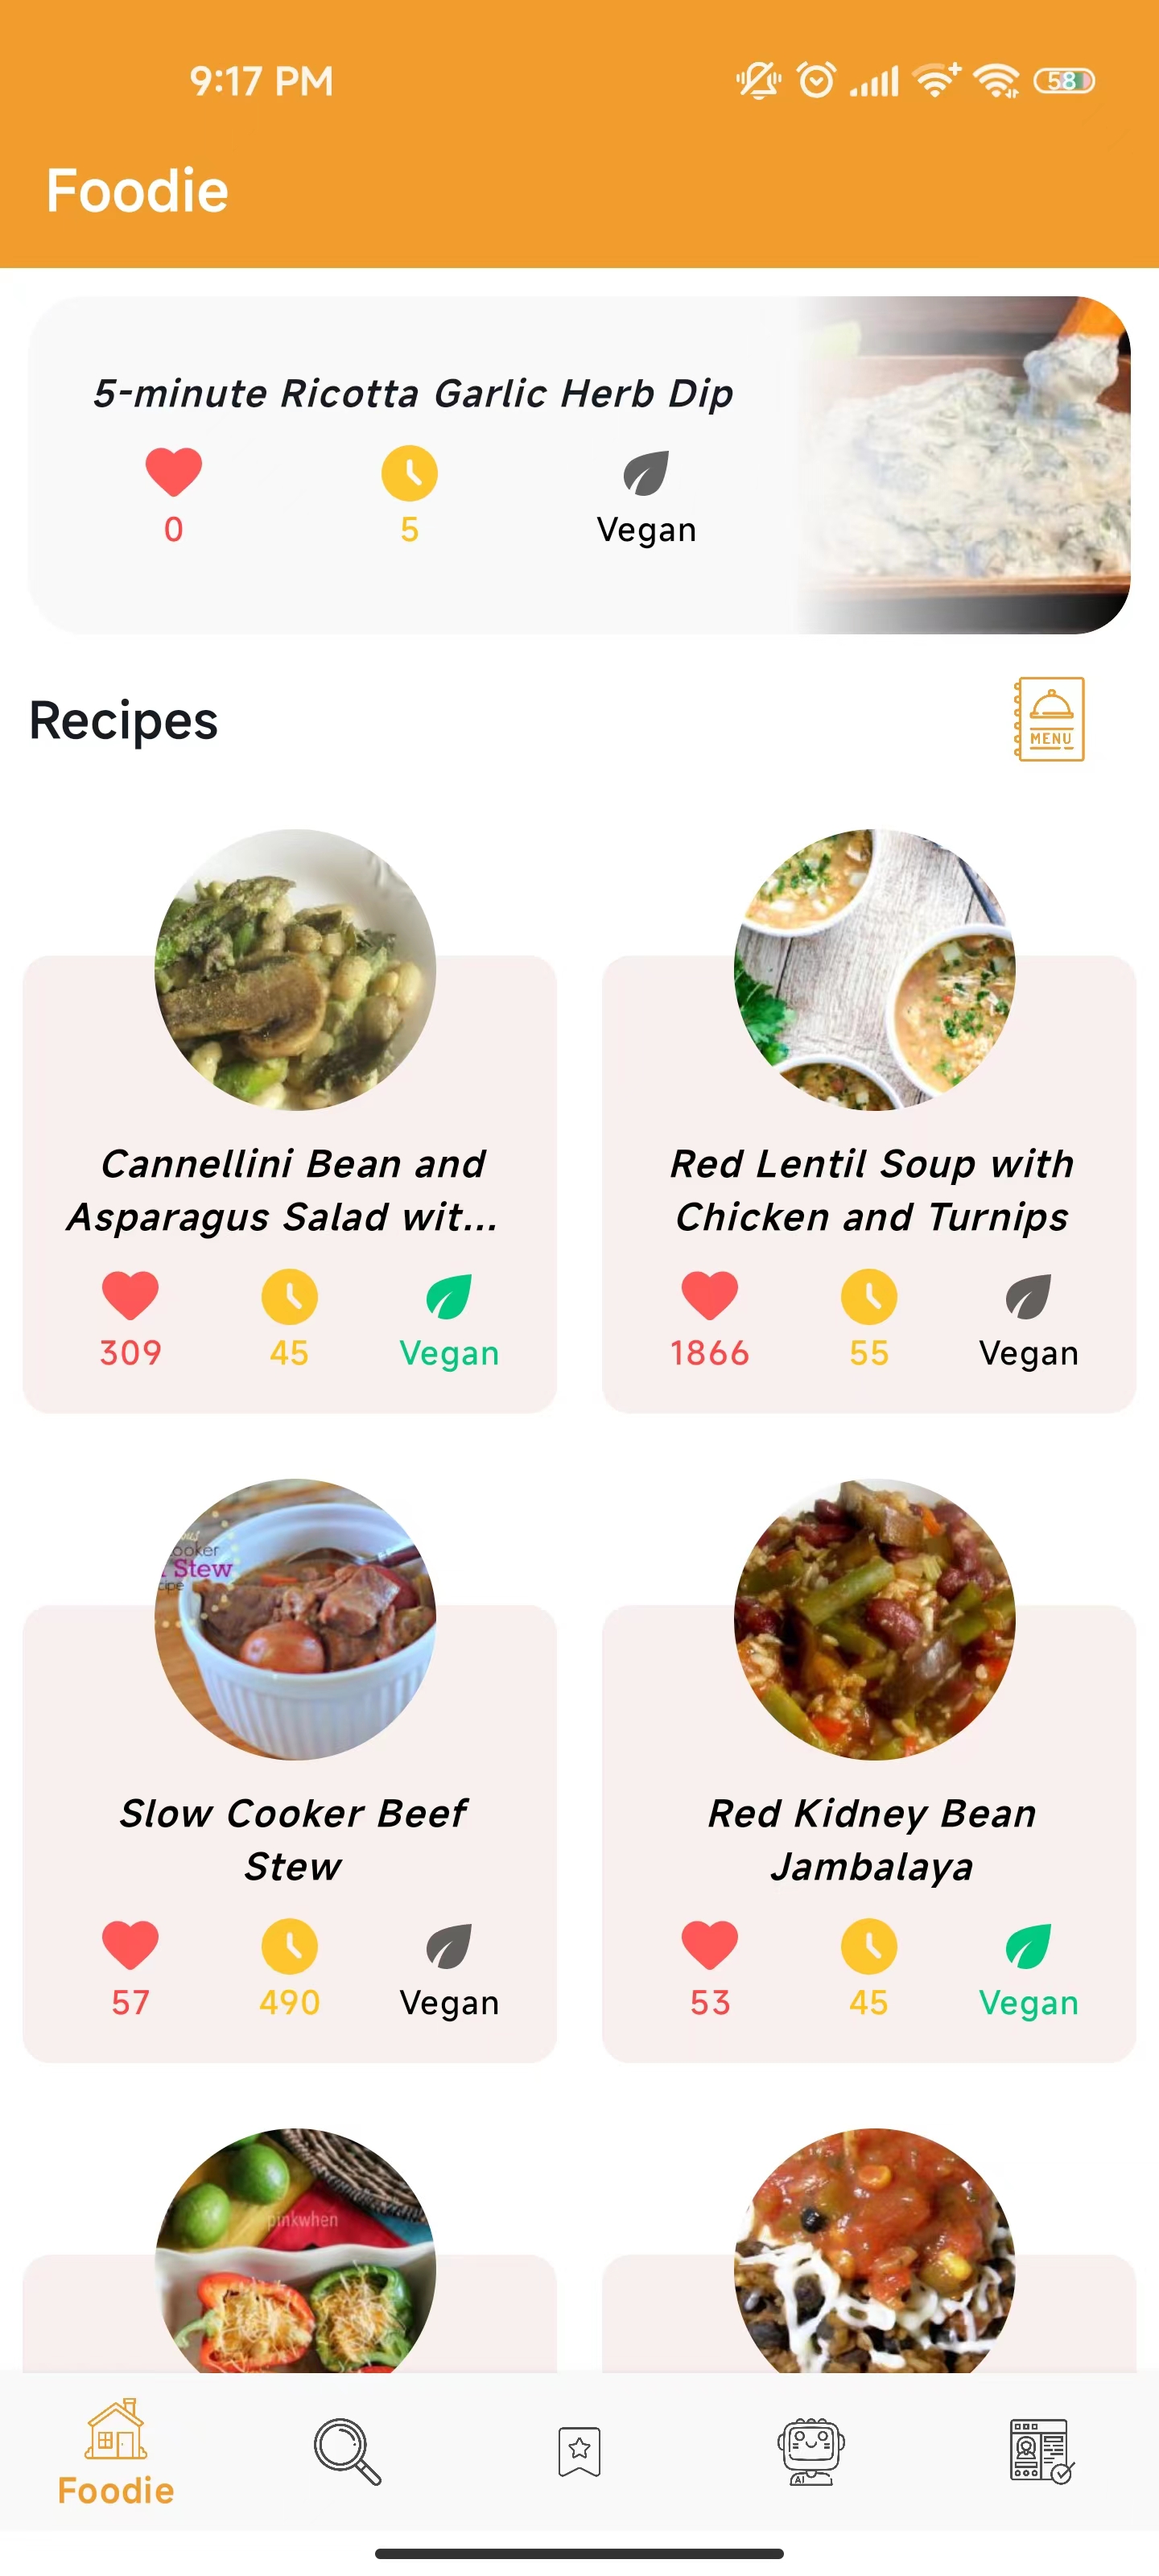 9:17 PM
58
Foodie
5-minute Ricotta Garlic Herb Dip
0
5
Vegan
Recipes
MENU
Cannellini Bean and
Asparagus Salad wit...
309
45
Vegan
Red Lentil Soup with
Chicken and Turnips
1866
55
Vegan
ooker
Stew
cipe
Slow Cooker Beef
Stew
57
490
Vegan
Red Kidney Bean
Jambalaya
53
45
Vegan
pinkwhen
Foodie
AI